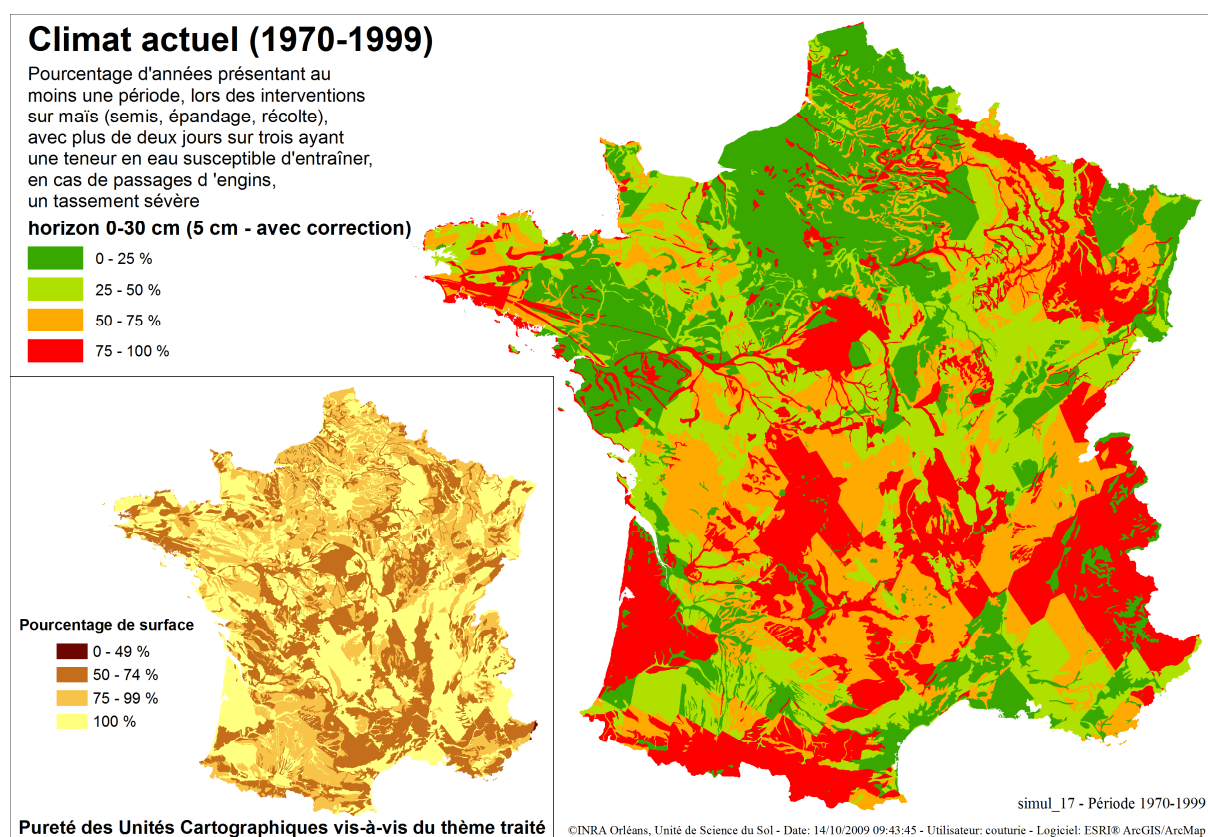 Climat actuel (1970-1999)
Pourcentage d'années présentant au
moins une période, lors des interventions
sur maïs (semis, épandage, récolte),
avec plus de deux jours sur trois ayant
une teneur en eau susceptible d'entraîner,
en cas de passages d 'engins,
un tassement sévère
horizon 0-30 cm (5 cm - avec correction)
0 - 25 %
25 - 50 %
50 - 75 %
75 - 100 %
Pourcentage de surface
0 - 49 %
50 - 74 %
75 - 99 %
100 %
Pureté des Unités Cartographiques vis-à-vis du thème traité
simul_17 - Période 1970-1999
©INRA Orléans, Unité de Science du Sol - Date: 14/10/2009 09:43:45 - Utilisateur: couturie - Logiciel: ESRI® ArcGIS/ArcMap